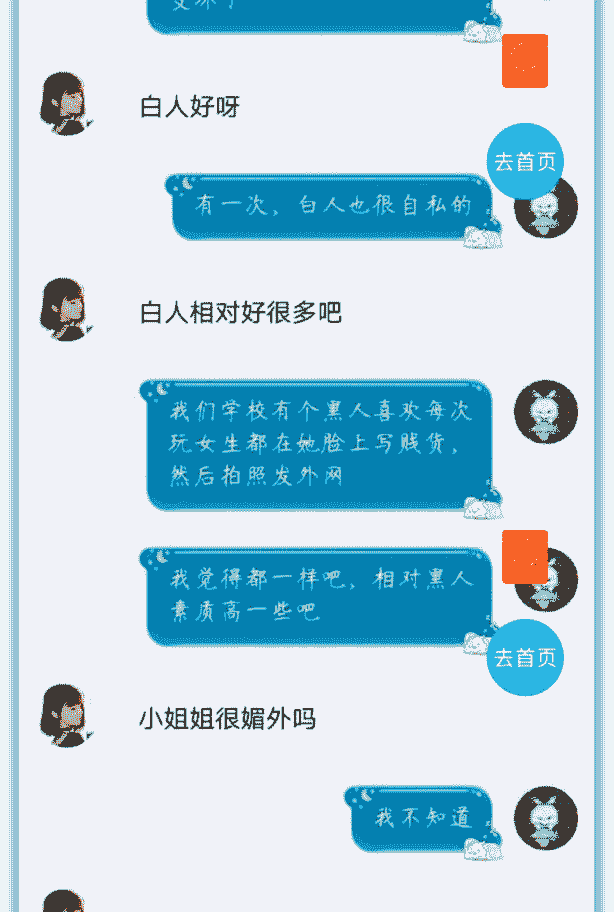 白人好呀
去首页
有一次，白人也很自私的
白人相对好很多吧
我们学校有个黑人喜欢每次
玩女生都在她脸上写贱货，
然后拍照发外网
我觉得都一样吧，相对黑人
素质高一些吧
去首页
小姐姐很媚外吗
我不知道